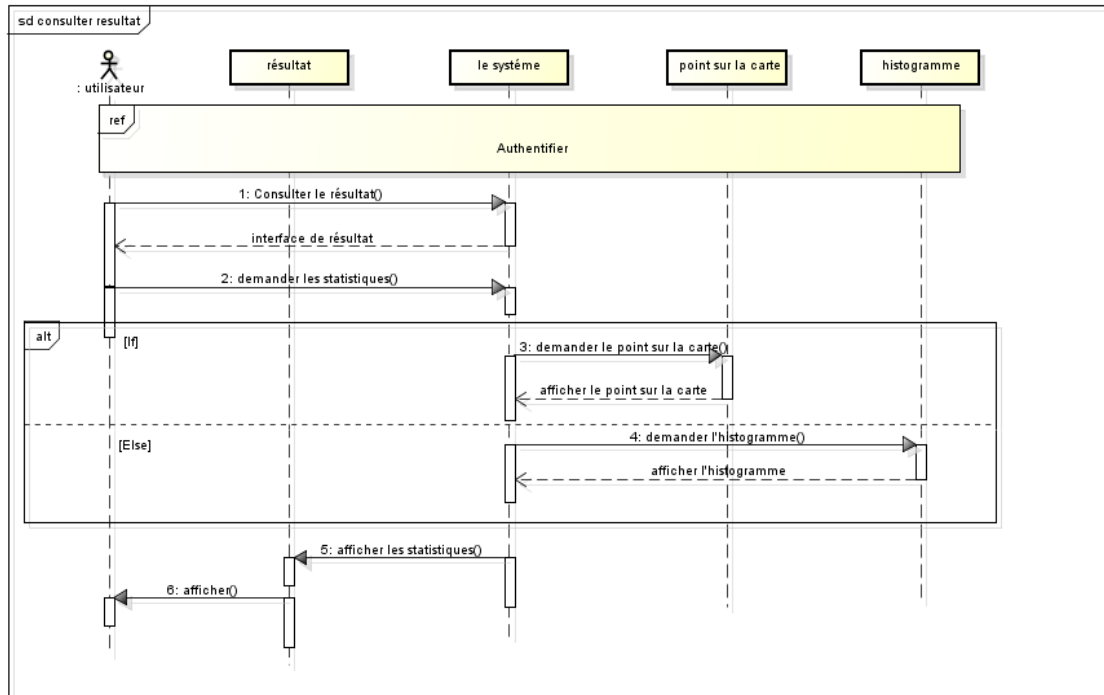 sd consulter resultat
: utilisateur
résultat
le systéme
point sur la carte
histogramme
ref
Authentifier
1: Consulter le résultat()
interface de résultat
2: demander les statistiques()
alt
[If]
3: demander le point sur la carte()
afficher le point sur la carte
[Else]
4: demander l'histogramme()
afficher l'histogramme
5: afficher les statistiques()
6: afficher()